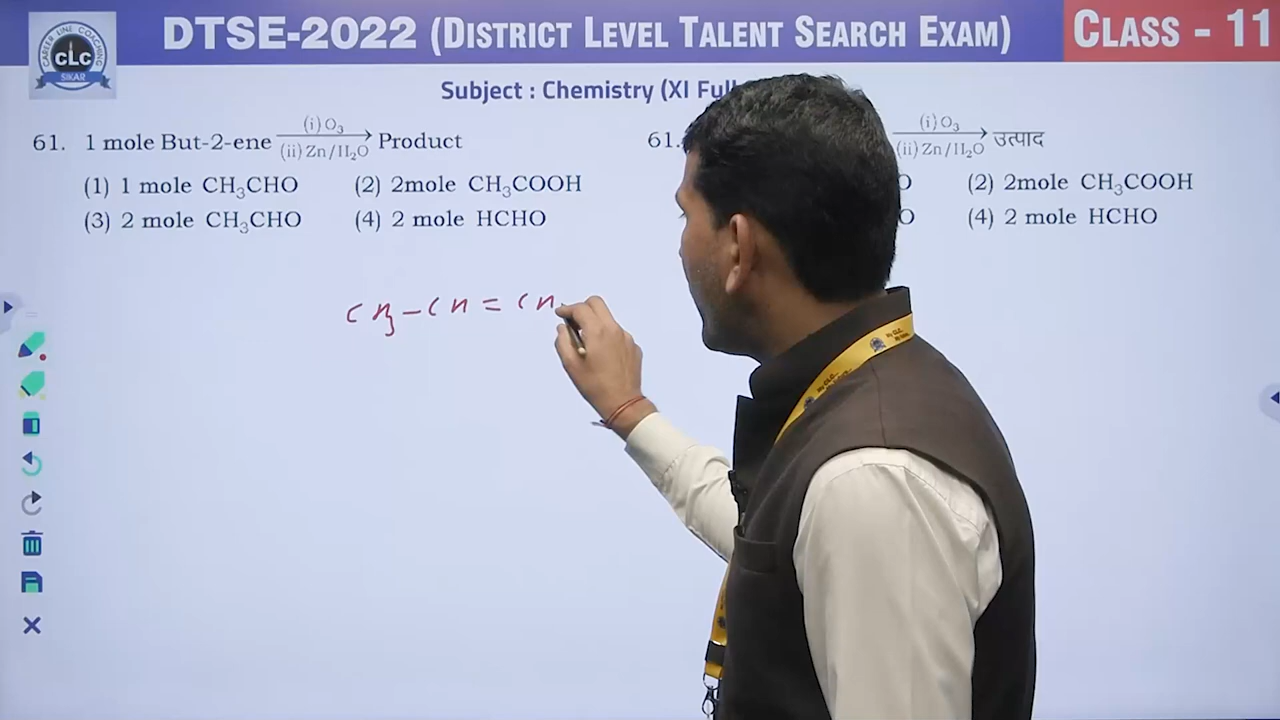 DTSE-2022 (DISTRICT LEVEL TALENT SEARCH EXAM)
CLASS - 11
CAREER LINE COACHING
CLC
SIKAR
Subject : Chemistry (XI Full
61. 1 mole But-2-ene (i) O₃ (ii) Zn/H₂O Product
(1) 1 mole CH₃CHO (2) 2mole CH₃COOH
(3) 2 mole CH₃CHO (4) 2 mole HCHO
61. (i) O₃ (ii) Zn/H₂O उत्पाद
O (2) 2mole CH₃COOH
O (4) 2 mole HCHO
CH₃-CH=CH